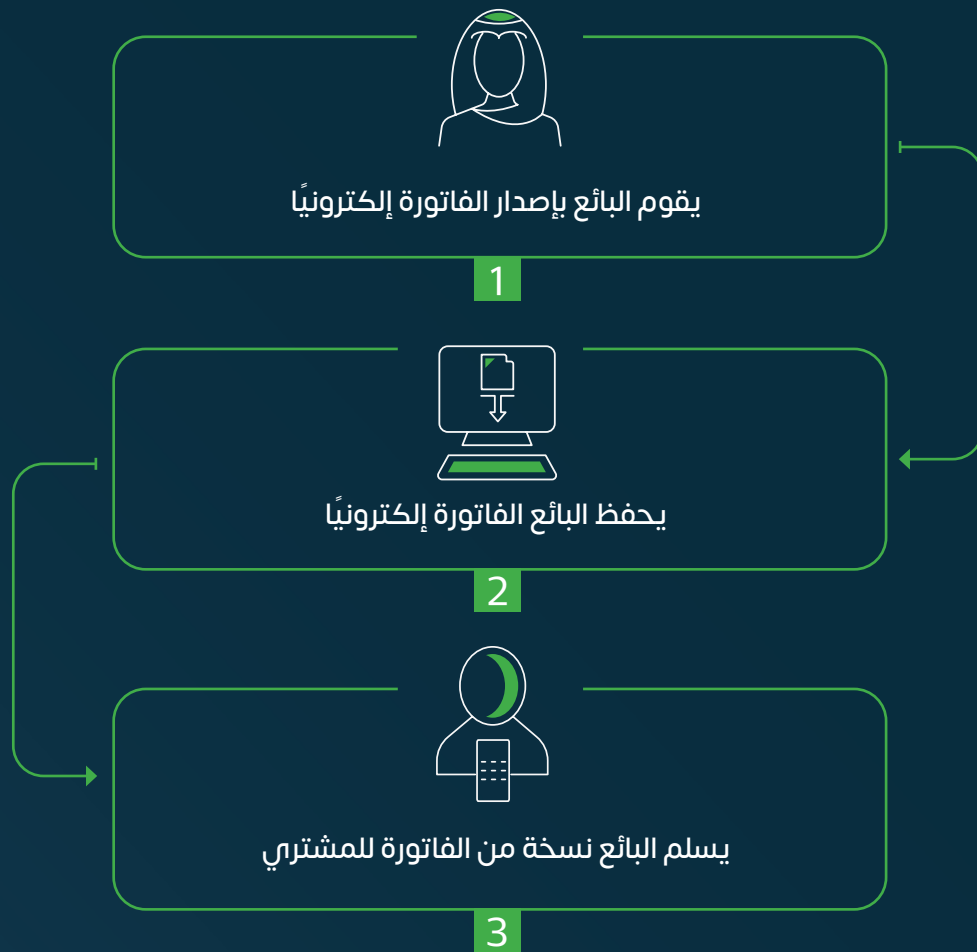 يقوم البائع بإصدار الفاتورة إلكترونيًا
1
يحفظ البائع الفاتورة إلكترونيًا
2
يسلم البائع نسخة من الفاتورة للمشتري
3